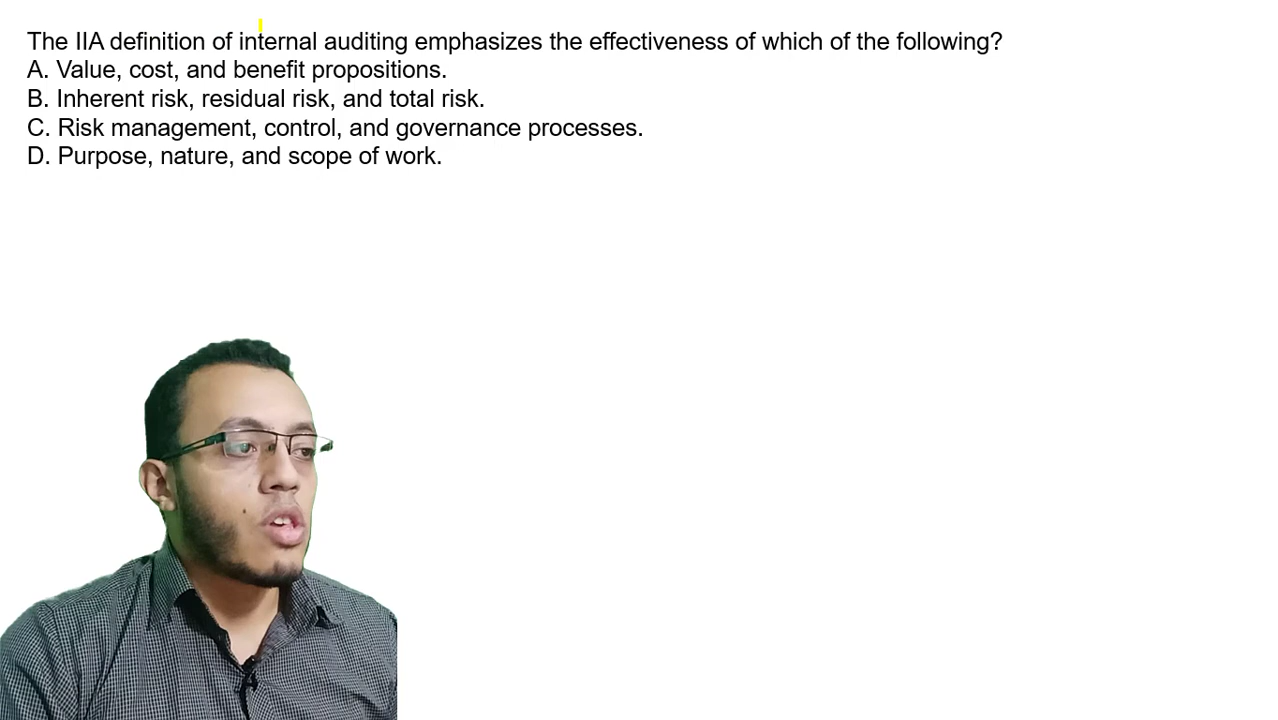 The IIA definition of internal auditing emphasizes the effectiveness of which of the following?
A. Value, cost, and benefit propositions.
B. Inherent risk, residual risk, and total risk.
C. Risk management, control, and governance processes.
D. Purpose, nature, and scope of work.